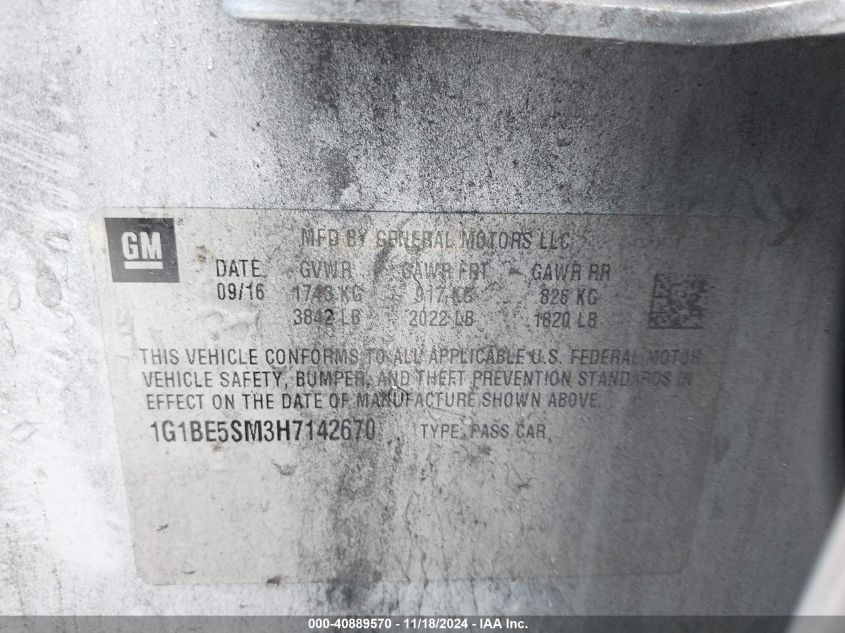 GM
MFD BY GENERAL MOTORS LLC
DATE GVWR GAWR FRT GAWR RR
09/16 1743 KG 917 KG 826 KG
3842 LB 2022 LB 1820 LB
THIS VEHICLE CONFORMS TO ALL APPLICABLE U.S. FEDERAL MOTOR
VEHICLE SAFETY, BUMPER, AND THEFT PREVENTION STANDARDS IN
EFFECT ON THE DATE OF MANUFACTURE SHOWN ABOVE.
1G1BE5SM3H7142670 TYPE: PASS CAR
000-40889570 - 11/18/2024 - © 2024 IAA, Inc.